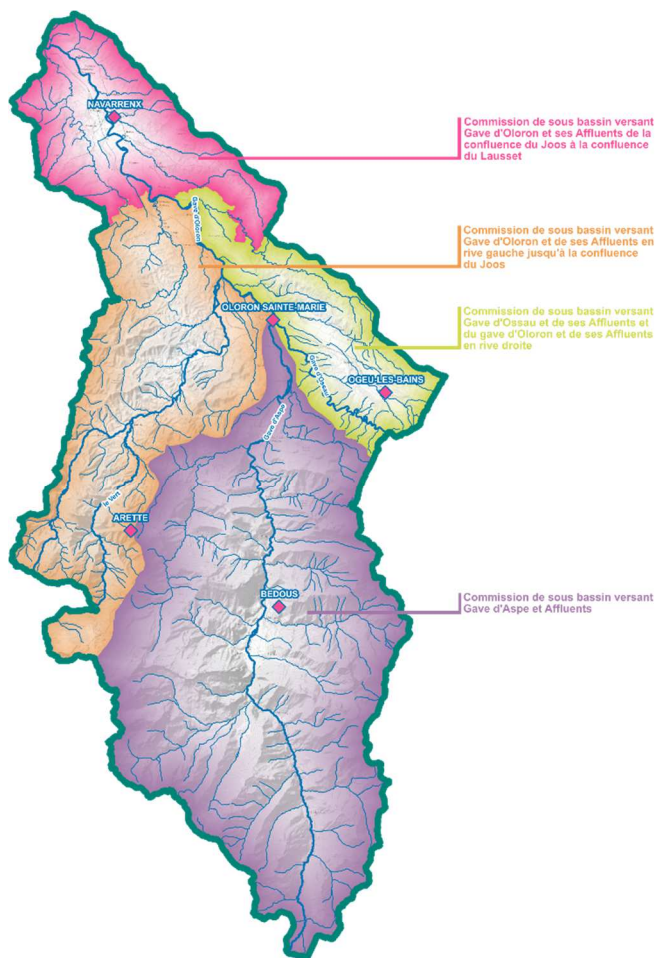 NAVARRENX
Commission de sous bassin versant
Gave d'Oloron et ses Affluents de la
confluence du Joos à la confluence
du Lausset
Gave d'Oloron
Commission de sous bassin versant
Gave d'Oloron et de ses Affluents en
rive gauche jusqu'à la confluence
du Joos
OLORON SAINTE-MARIE
Commission de sous bassin versant
Gave d'Ossau et de ses Affluents et
du gave d'Oloron et de ses Affluents
en rive droite
Gave d'Ossau
OGEU-LES-BAINS
Gave d'Aspe
le Vert
ARETTE
BEDOUS
Commission de sous bassin versant
Gave d'Aspe et Affluents